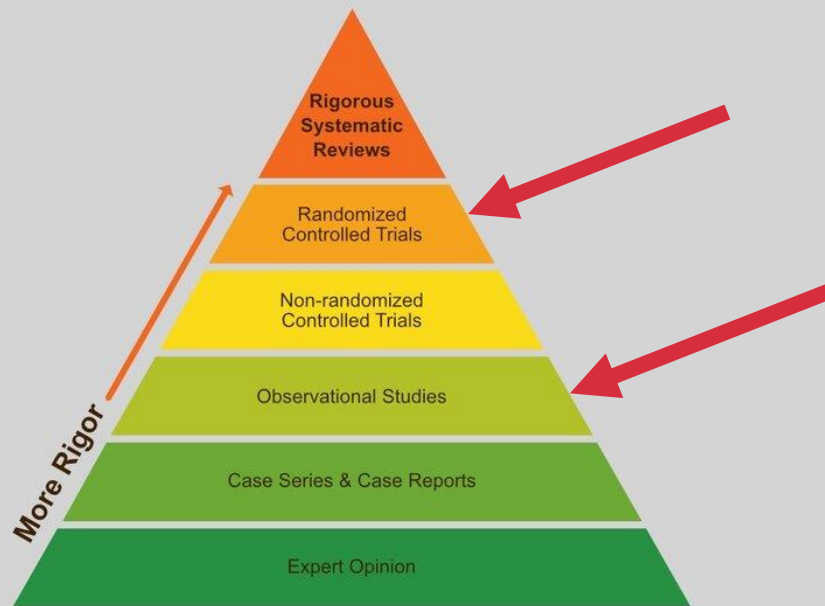 Rigorous
Systematic
Reviews
Randomized
Controlled Trials
Non-randomized
Controlled Trials
Observational Studies
Case Series & Case Reports
Expert Opinion
More Rigor